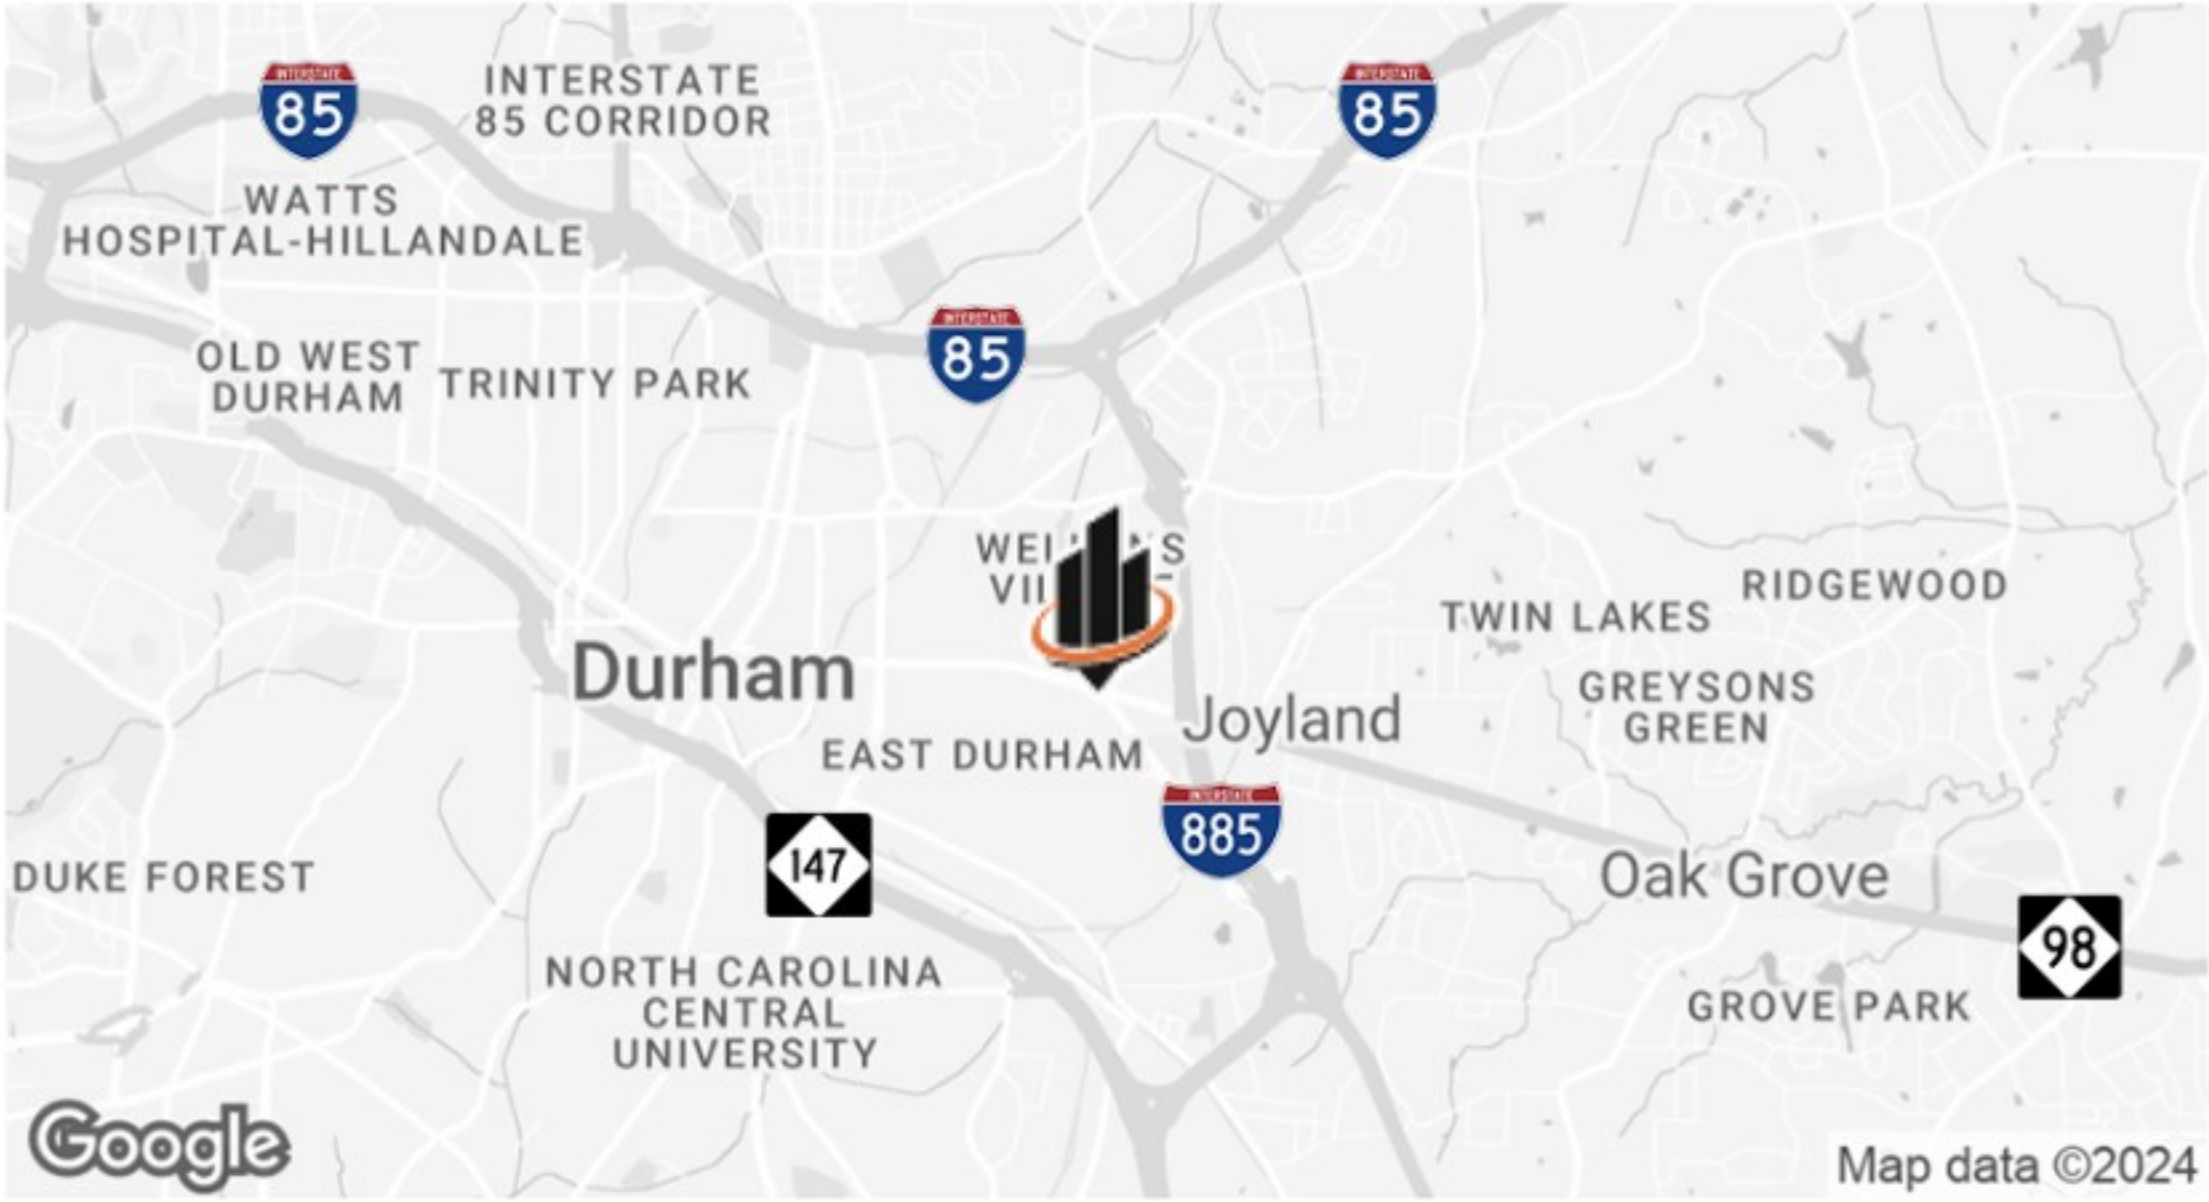 INTERSTATE
85
INTERSTATE
85 CORRIDOR
INTERSTATE
85
WATTS
HOSPITAL-HILLANDALE
INTERSTATE
85
OLD WEST
DURHAM
TRINITY PARK
RIDGEWOOD
TWIN LAKES
Durham
GREYSONS
GREEN
Joyland
EAST DURHAM
INTERSTATE
885
147
DUKE FOREST
Oak Grove
98
NORTH CAROLINA
CENTRAL
UNIVERSITY
GROVE PARK
Google
Map data ©2024